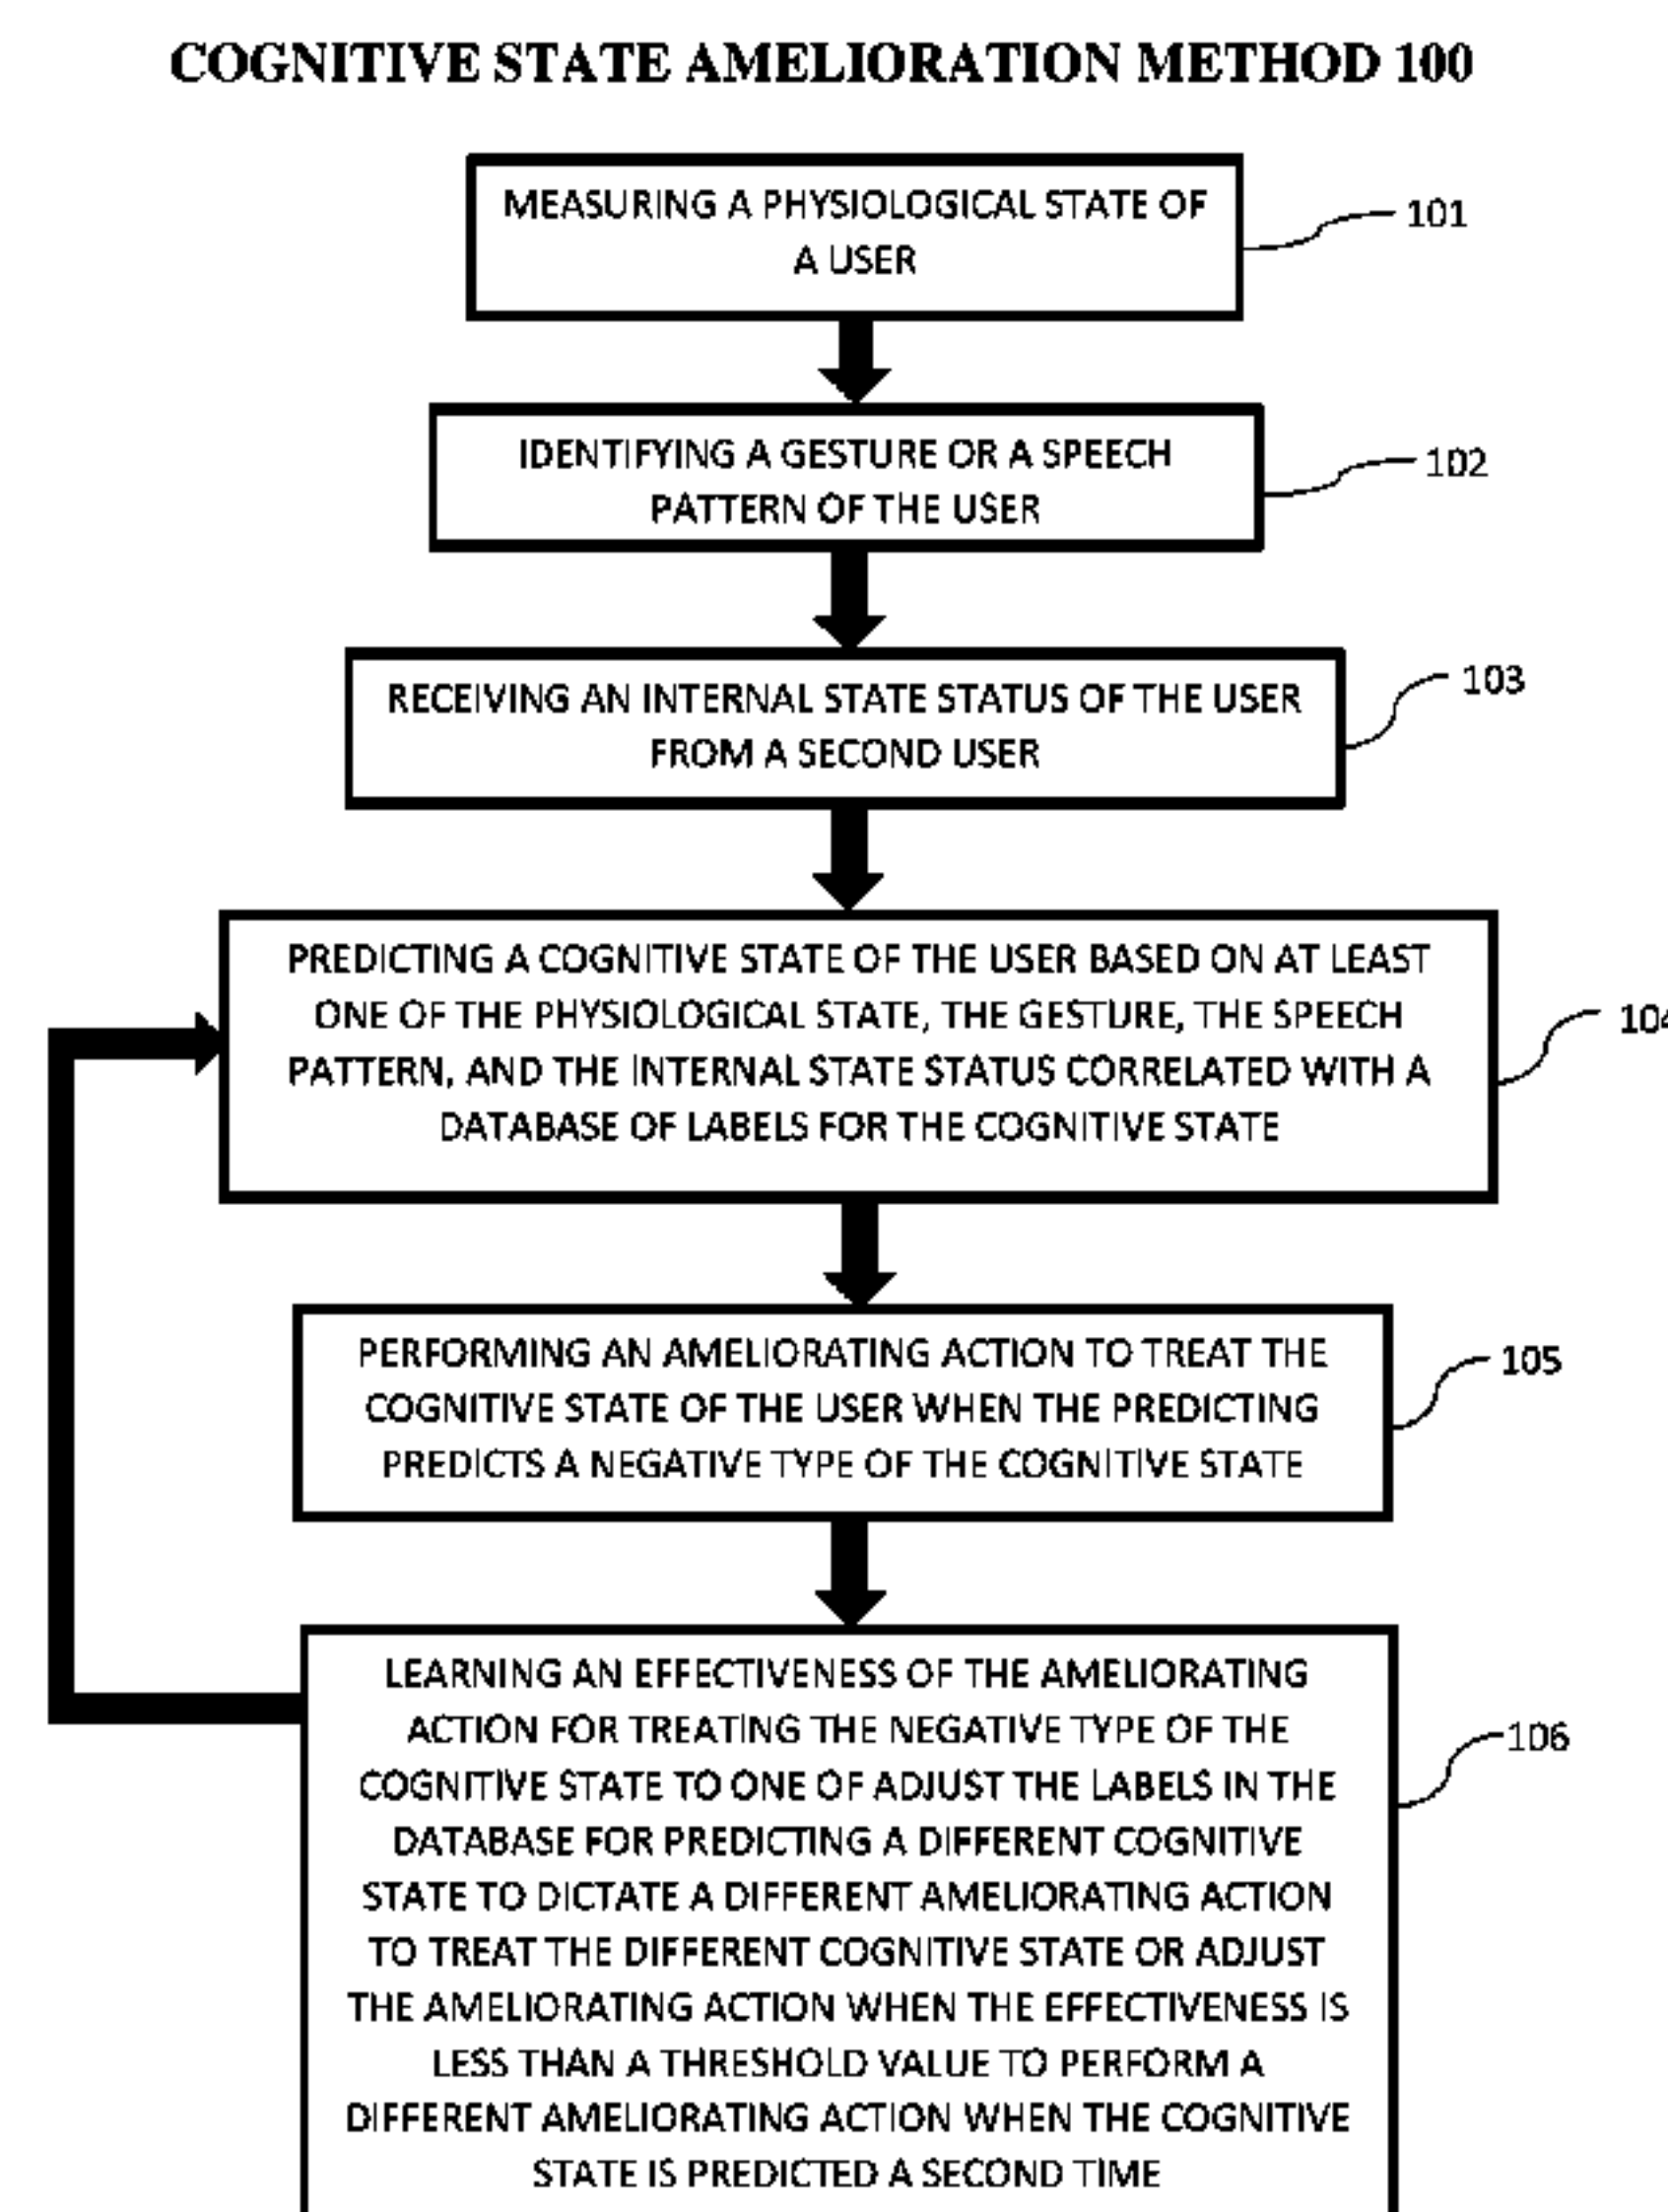 COGNITIVE STATE AMELIORATION METHOD 100
MEASURING A PHYSIOLOGICAL STATE OF
A USER
101
IDENTIFYING A GESTURE OR A SPEECH
PATTERN OF THE USER
102
RECEIVING AN INTERNAL STATE STATUS OF THE USER
FROM A SECOND USER
103
PREDICTING A COGNITIVE STATE OF THE USER BASED ON AT LEAST
ONE OF THE PHYSIOLOGICAL STATE, THE GESTURE, THE SPEECH
PATTERN, AND THE INTERNAL STATE STATUS CORRELATED WITH A
DATABASE OF LABELS FOR THE COGNITIVE STATE
104
PERFORMING AN AMELIORATING ACTION TO TREAT THE
COGNITIVE STATE OF THE USER WHEN THE PREDICTING
PREDICTS A NEGATIVE TYPE OF THE COGNITIVE STATE
105
LEARNING AN EFFECTIVENESS OF THE AMELIORATING
ACTION FOR TREATING THE NEGATIVE TYPE OF THE
COGNITIVE STATE TO ONE OF ADJUST THE LABELS IN THE
DATABASE FOR PREDICTING A DIFFERENT COGNITIVE
STATE TO DICTATE A DIFFERENT AMELIORATING ACTION
TO TREAT THE DIFFERENT COGNITIVE STATE OR ADJUST
THE AMELIORATING ACTION WHEN THE EFFECTIVENESS IS
LESS THAN A THRESHOLD VALUE TO PERFORM A
DIFFERENT AMELIORATING ACTION WHEN THE COGNITIVE
STATE IS PREDICTED A SECOND TIME
106